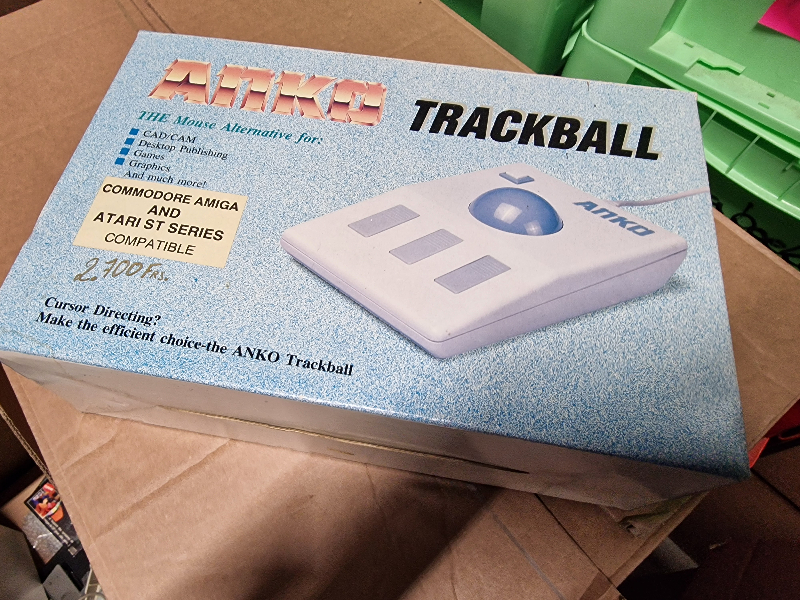 ANKO
TRACKBALL
THE Mouse Alternative for:
CAD/CAM
Desktop Publishing
Games
Graphics
And much more!
COMMODORE AMIGA
AND
ATARI ST SERIES
COMPATIBLE
2.700 Frs.
ANKO
Cursor Directing?
Make the efficient choice-the ANKO Trackball